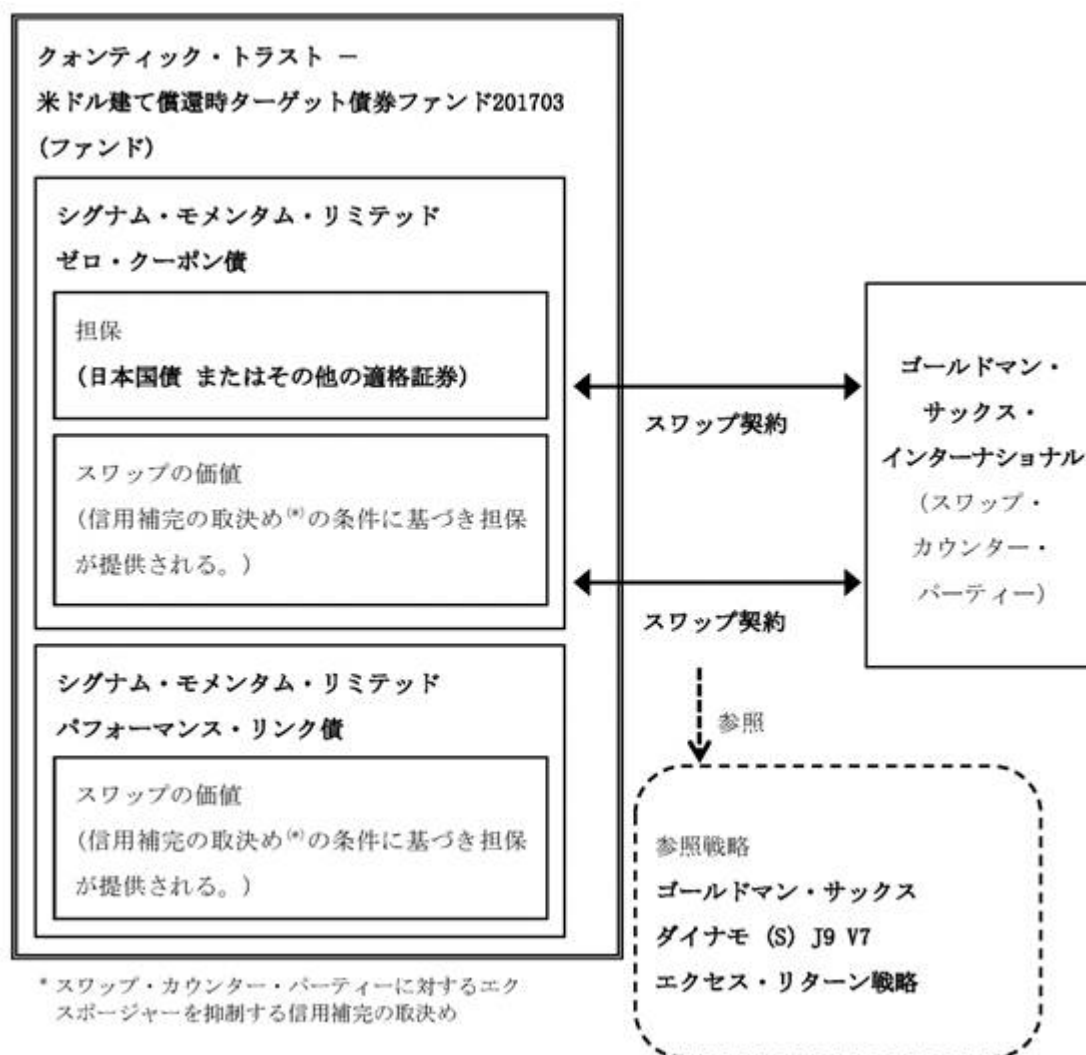 クォンティック・トラスト －
米ドル建て償還時ターゲット債券ファンド201703
(ファンド)
シグナム・モメンタム・リミテッド
ゼロ・クーポン債
担保
(日本国債 またはその他の適格証券)
スワップの価値
(信用補完の取決め(*)の条件に基づき担保
が提供される。)
シグナム・モメンタム・リミテッド
パフォーマンス・リンク債
スワップの価値
(信用補完の取決め(*)の条件に基づき担保
が提供される。)
* スワップ・カウンター・パーティーに対するエク
スポージャーを抑制する信用補完の取決め
スワップ契約
スワップ契約
ゴールドマン・
サックス・
インターナショナル
(スワップ・
カウンター・
パーティー)
参照
参照戦略
ゴールドマン・サックス
ダイナモ (S) J9 V7
エクセス・リターン戦略